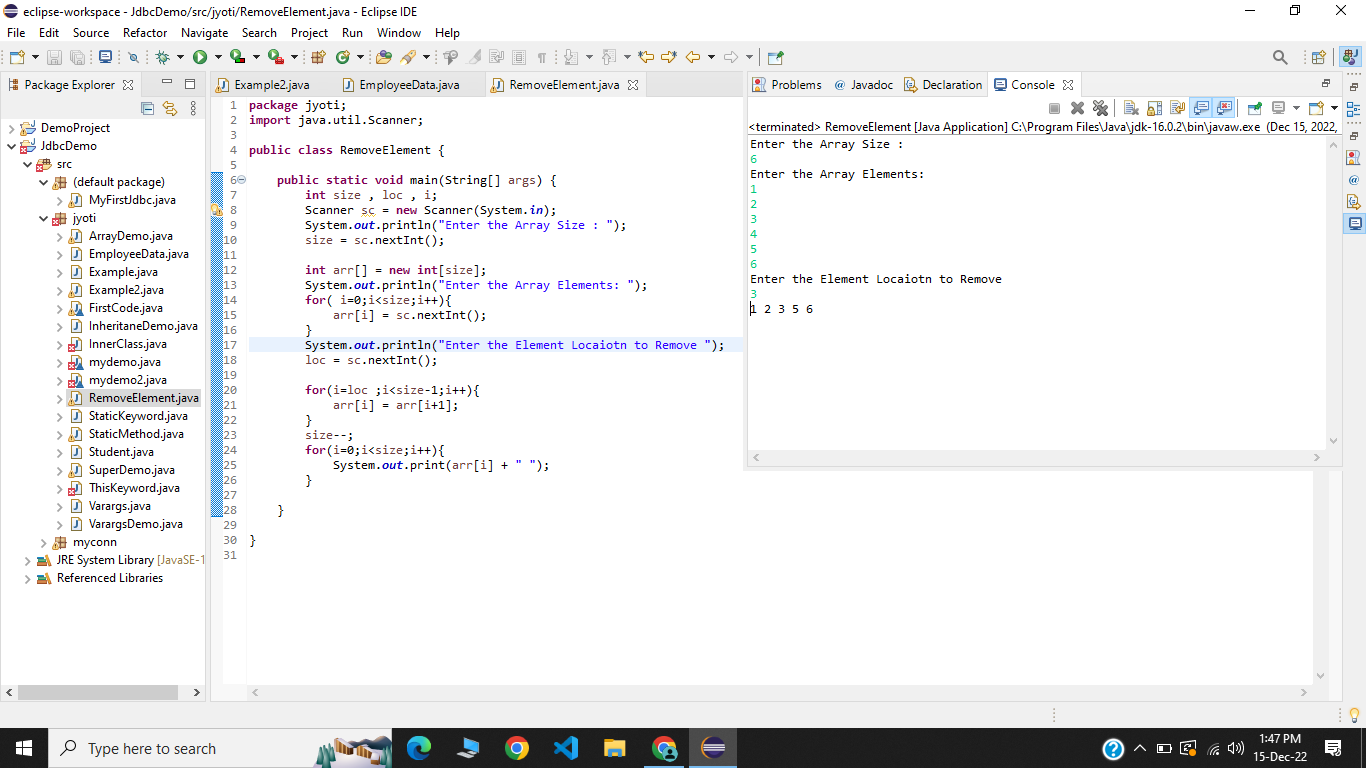 eclipse-workspace - JdbcDemo/src/jyoti/RemoveElement.java - Eclipse IDE
File Edit Source Refactor Navigate Search Project Run Window Help
Package Explorer
DemoProject
JdbcDemo
src
(default package)
MyFirstJdbc.java
jyoti
ArrayDemo.java
EmployeeData.java
Example.java
Example2.java
FirstCode.java
InheritaneDemo.java
InnerClass.java
mydemo.java
mydemo2.java
RemoveElement.java
StaticKeyword.java
StaticMethod.java
Student.java
SuperDemo.java
ThisKeyword.java
Varargs.java
VarargsDemo.java
myconn
JRE System Library [JavaSE-1
Referenced Libraries
Example2.java EmployeeData.java RemoveElement.java
1 package jyoti;
2 import java.util.Scanner;
3
4 public class RemoveElement {
5
6 public static void main(String[] args) {
7 int size , loc , i;
8 Scanner sc = new Scanner(System.in);
9 System.out.println("Enter the Array Size : ");
10 size = sc.nextInt();
11
12 int arr[] = new int[size];
13 System.out.println("Enter the Array Elements: ");
14 for( i=0;i<size;i++){
15 arr[i] = sc.nextInt();
16 }
17 System.out.println("Enter the Element Locaiotn to Remove ");
18 loc = sc.nextInt();
19
20 for(i=loc ;i<size-1;i++){
21 arr[i] = arr[i+1];
22 }
23 size--;
24 for(i=0;i<size;i++){
25 System.out.print(arr[i] + " ");
26 }
27
28 }
29
30 }
31
Problems Javadoc Declaration Console
<terminated> RemoveElement [Java Application] C:\Program Files\Java\jdk-16.0.2\bin\javaw.exe (Dec 15, 2022,
Enter the Array Size :
6
Enter the Array Elements:
1
2
3
4
5
6
Enter the Element Locaiotn to Remove
3
1 2 3 5 6
Type here to search
1:47 PM
15-Dec-22